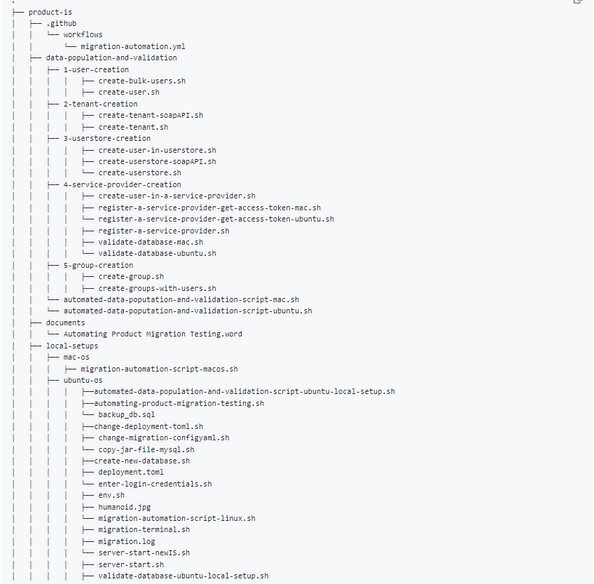 .
├── product-is
│ ├── .github
│ │ └── workflows
│ │ └── migration-automation.yml
│ ├── data-population-and-validation
│ │ ├── 1-user-creation
│ │ │ │ ├── create-bulk-users.sh
│ │ │ │ ├── create-user.sh
│ │ ├── 2-tenant-creation
│ │ │ │ ├── create-tenant-soapAPI.sh
│ │ │ │ ├── create-tenant.sh
│ │ ├── 3-userstore-creation
│ │ │ │ ├── create-user-in-userstore.sh
│ │ │ │ ├── create-userstore-soapAPI.sh
│ │ │ │ └── create-userstore.sh
│ │ ├── 4-service-provider-creation
│ │ │ │ ├── create-user-in-a-service-provider.sh
│ │ │ │ ├── register-a-service-provider-get-access-token-mac.sh
│ │ │ │ └── register-a-service-provider-get-access-token-ubuntu.sh
│ │ │ │ ├── register-a-service-provider.sh
│ │ │ │ ├── validate-database-mac.sh
│ │ │ │ └── validate-database-ubuntu.sh
│ │ ├── 5-group-creation
│ │ │ │ ├── create-group.sh
│ │ │ │ ├── create-groups-with-users.sh
│ │ └── automated-data-poputation-and-validation-script-mac.sh
│ │ └── automated-data-poputation-and-validation-script-ubuntu.sh
│ ├── documents
│ │ └── Automating Product Migration Testing.word
│ ├── local-setups
│ │ ├── mac-os
│ │ │ ├── migration-automation-script-macos.sh
│ │ ├── ubuntu-os
│ │ │ ├──automated-data-population-and-validation-script-ubuntu-local-setup.sh
│ │ │ ├──automating-product-migration-testing.sh
│ │ │ └── backup_db.sql
│ │ │ ├──change-deployment-toml.sh
│ │ │ ├── change-migration-configyaml.sh
│ │ │ └── copy-jar-file-mysql.sh
│ │ │ ├──create-new-database.sh
│ │ │ ├── deployment.toml
│ │ │ └── enter-login-credentials.sh
│ │ │ ├── env.sh
│ │ │ ├── humanoid.jpg
│ │ │ └── migration-automation-script-linux.sh
│ │ │ ├── migration-terminal.sh
│ │ │ ├── migration.log
│ │ │ └── server-start-newIS.sh
│ │ │ ├── server-start.sh
│ │ │ ├── validate-database-ubuntu-local-setup.sh